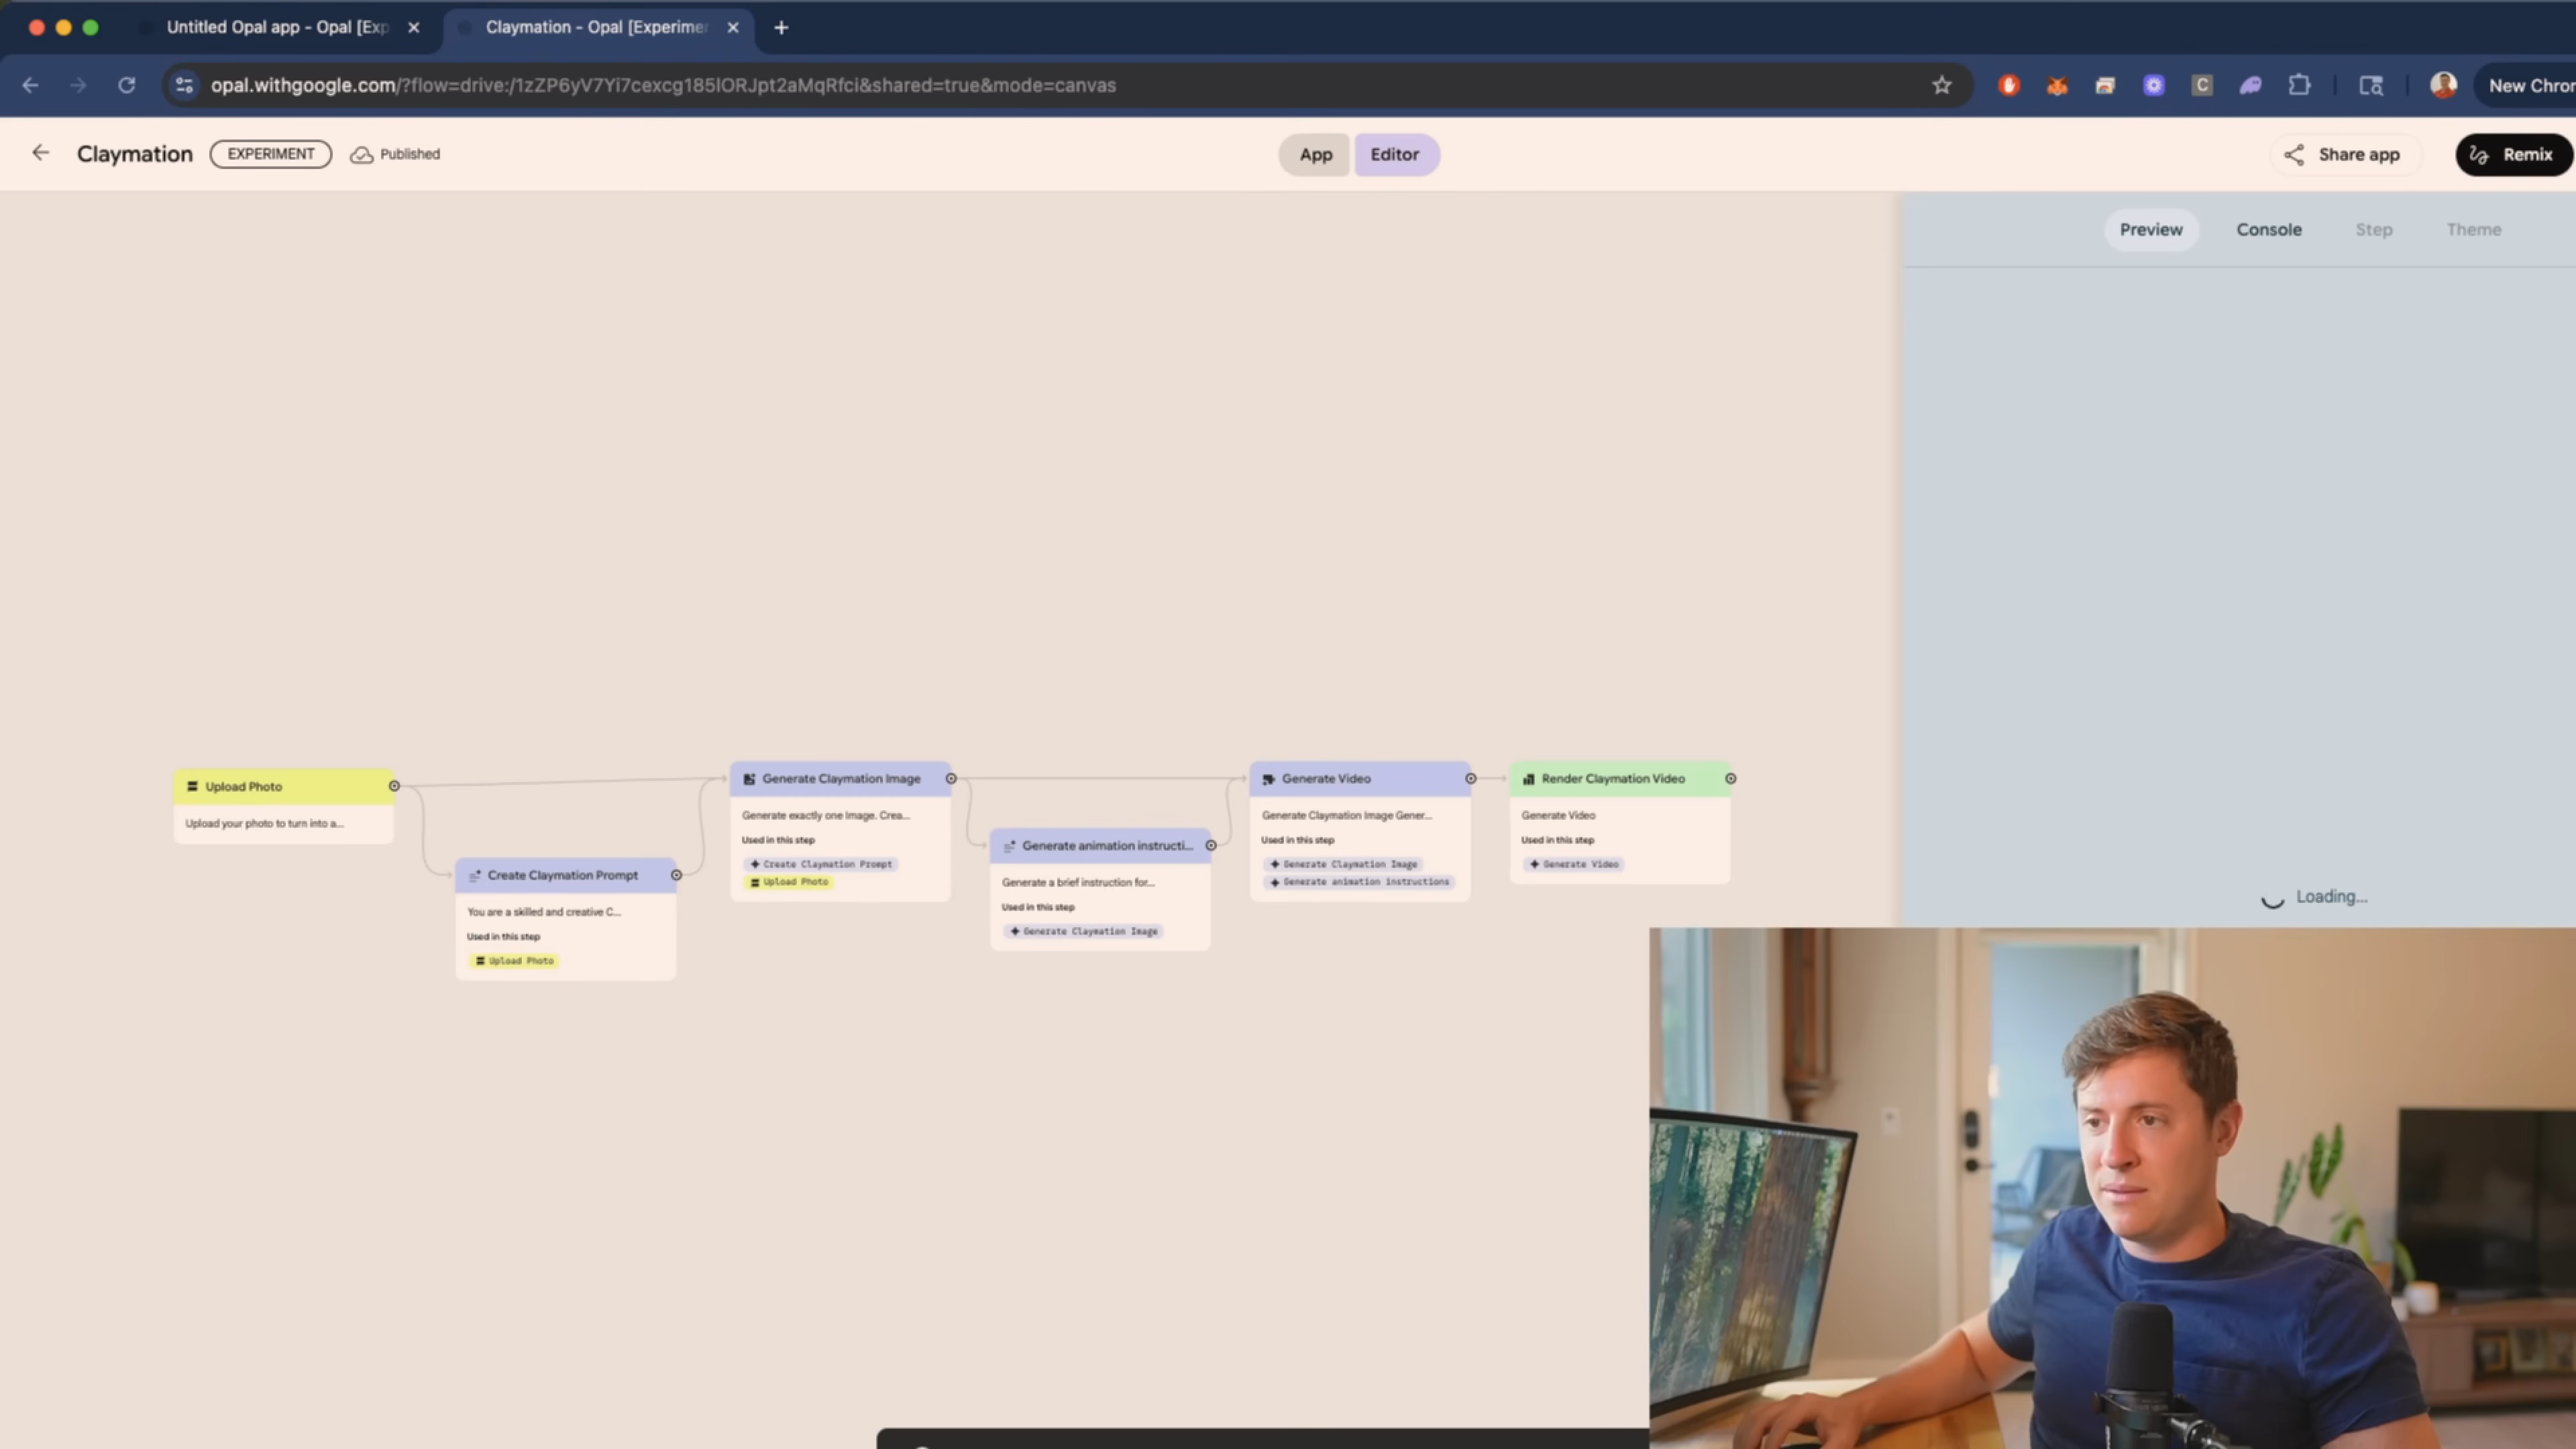 Untitled Opal app - Opal [Exp
Claymation - Opal [Experimen
opal.withgoogle.com/?flow=drive:/1zZP6yV7Yi7cexcg185lORJpt2aMqRfci&shared=true&mode=canvas
C
New Chror
Claymation
EXPERIMENT
Published
App
Editor
Share app
Remix
Preview
Console
Step
Theme
Upload Photo
Upload your photo to turn into a...
Create Claymation Prompt
You are a skilled and creative C...
Used in this step
Upload Photo
Generate Claymation Image
Generate exactly one Image. Crea...
Used in this step
Create Claymation Prompt
Upload Photo
Generate animation instructi...
Generate a brief instruction for...
Used in this step
Generate Claymation Image
Generate Video
Generate Claymation Image Gener...
Used in this step
Generate Claymation Image
Generate animation instructions
Render Claymation Video
Generate Video
Used in this step
Generate Video
Loading...